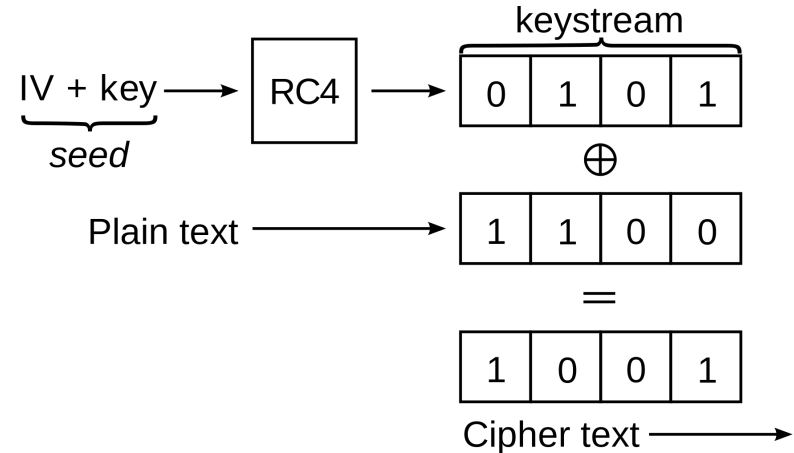 keystream
IV + key
RC4
0 1 0 1
seed
⊕
Plain text
1 1 0 0
=
1 0 0 1
Cipher text